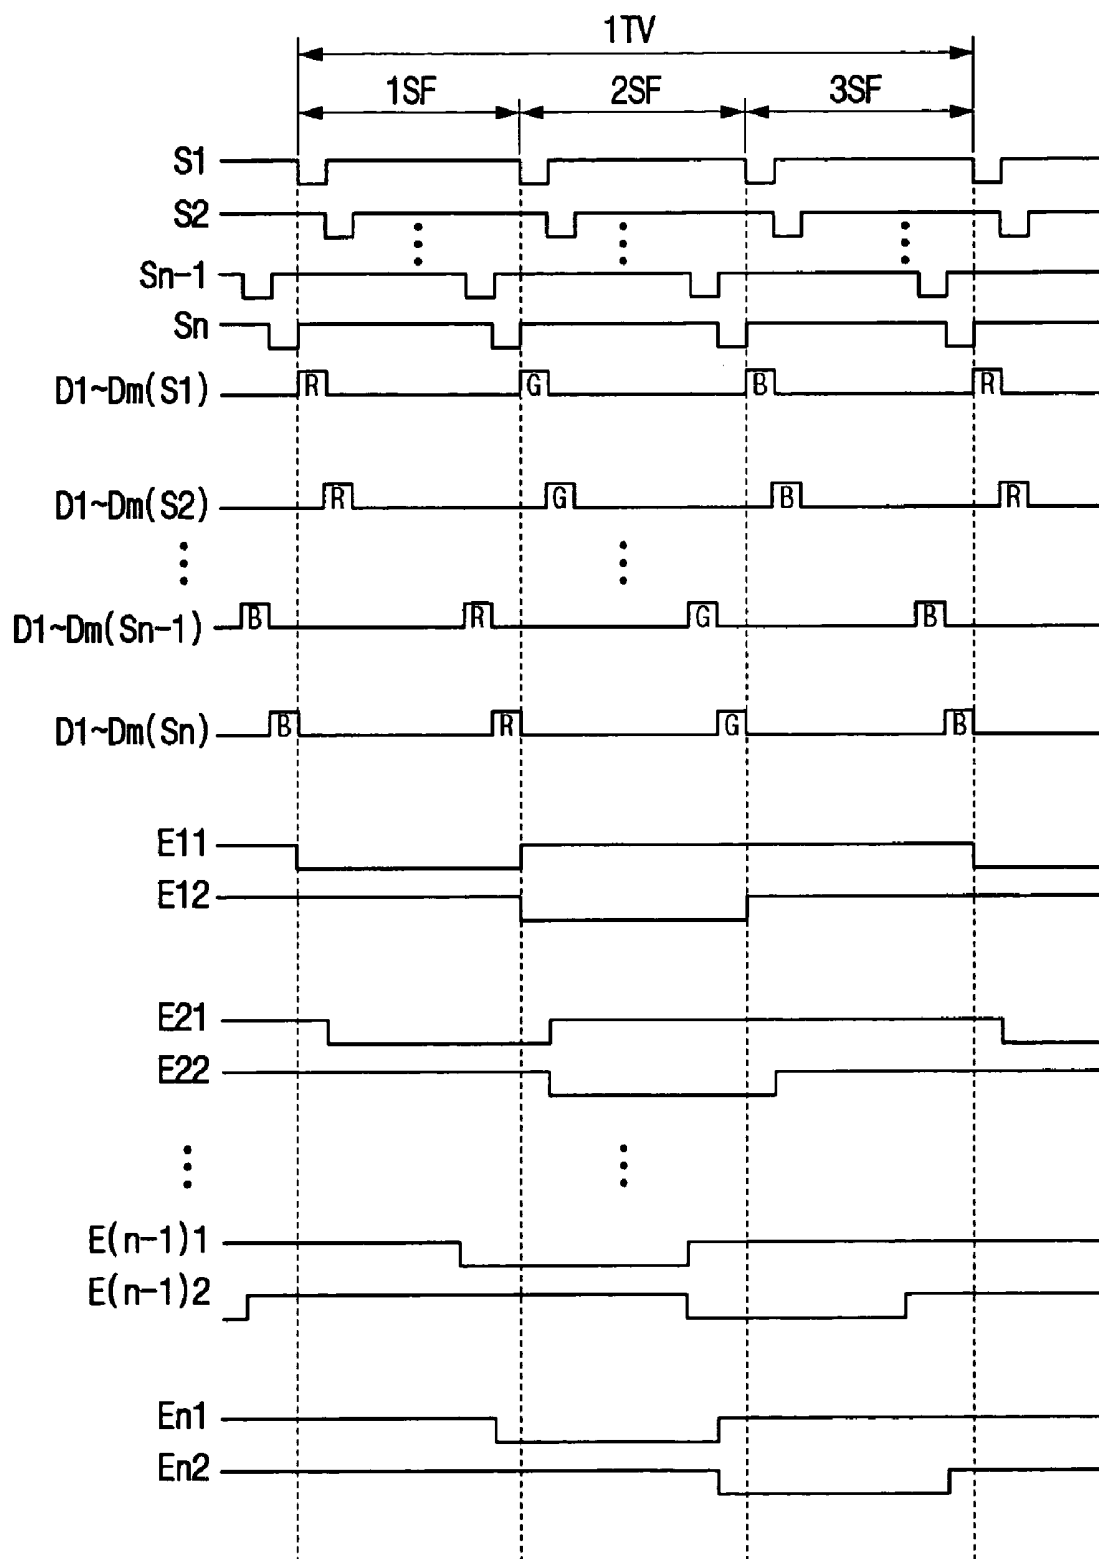 1TV
1SF 2SF 3SF
S1
S2
Sn-1
Sn
D1~Dm(S1) R G B R
D1~Dm(S2) R G B R
D1~Dm(Sn-1) B R G B
D1~Dm(Sn) B R G B
E11
E12
E21
E22
E(n-1)1
E(n-1)2
En1
En2